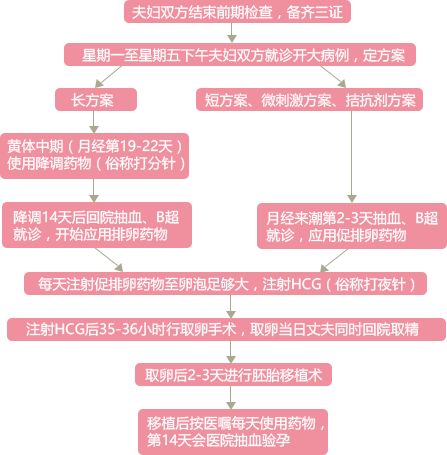 夫妇双方结束前期检查，备齐三证
星期一至星期五下午夫妇双方就诊开大病例，定方案
长方案
短方案、微刺激方案、拮抗剂方案
黄体中期（月经第19-22天）
使用降调药物（俗称打分针）
降调14天后回院抽血、B超
就诊，开始应用排卵药物
月经来潮第2-3天抽血、B超
就诊，应用促排卵药物
每天注射促排卵药物至卵泡足够大，注射HCG（俗称打夜针）
注射HCG后35-36小时行取卵手术，取卵当日丈夫同时回院取精
取卵后2-3天进行胚胎移植术
移植后按医嘱每天使用药物，
第14天会医院抽血验孕